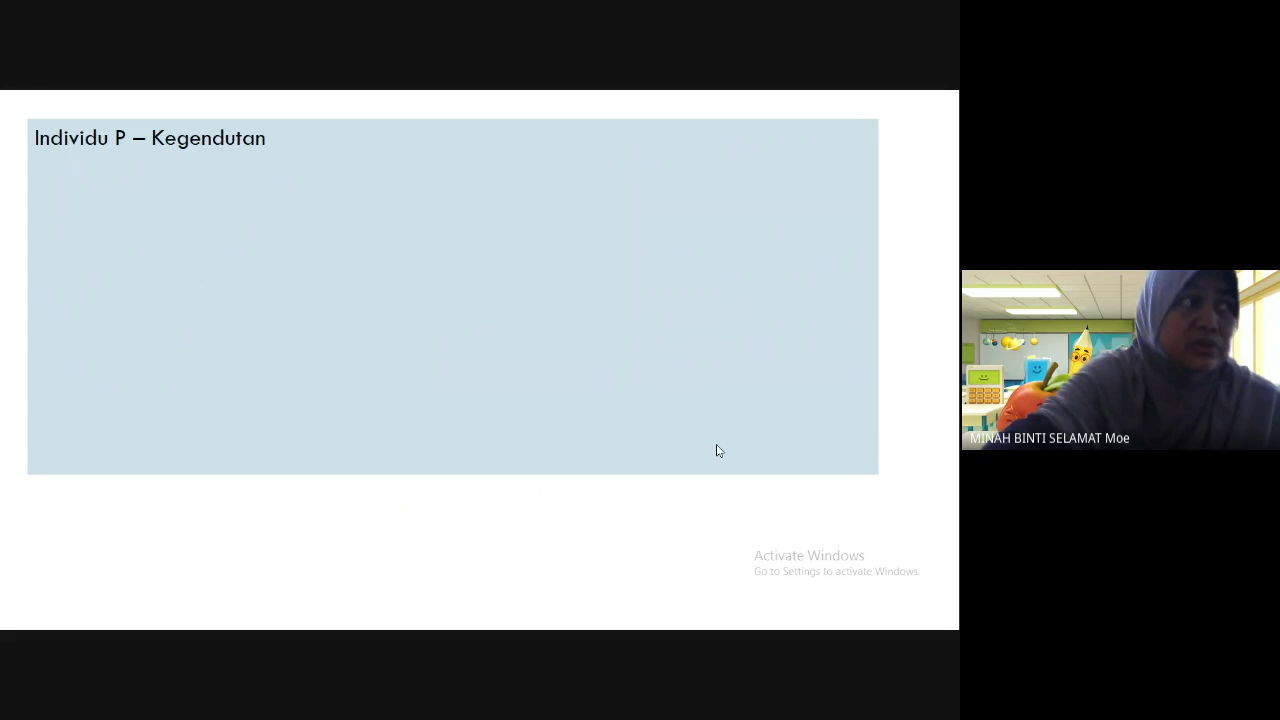 Individu P – Kegendutan
MINAH BINTI SELAMAT Moe
Activate Windows
Go to Settings to activate Windows.